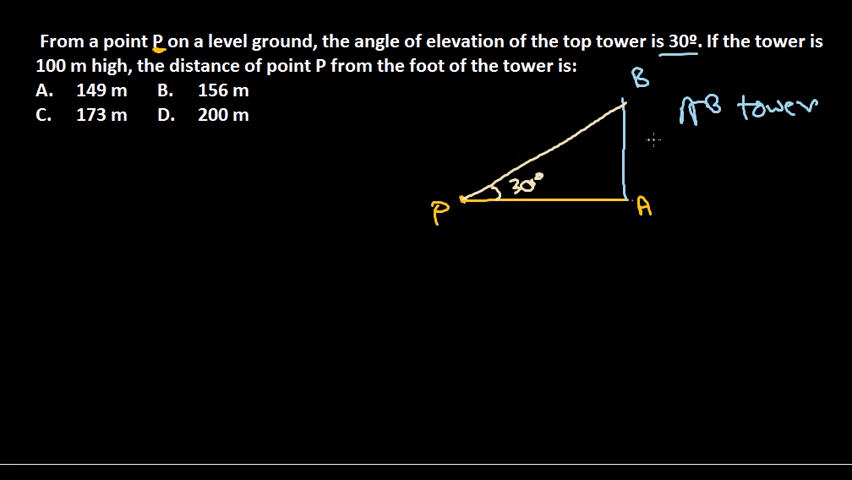 From a point P on a level ground, the angle of elevation of the top tower is 30º. If the tower is
100 m high, the distance of point P from the foot of the tower is:
A. 149 m B. 156 m
C. 173 m D. 200 m
B
AB tower
30°
P
A